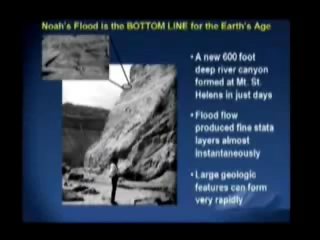 Noah's Flood is the BOTTOM LINE for the Earth's Age
• A new 600 foot
deep river canyon
formed at Mt. St.
Helens in just days
• Flood flow
produced fine stata
layers almost
instantaneously
• Large geologic
features can form
very rapidly